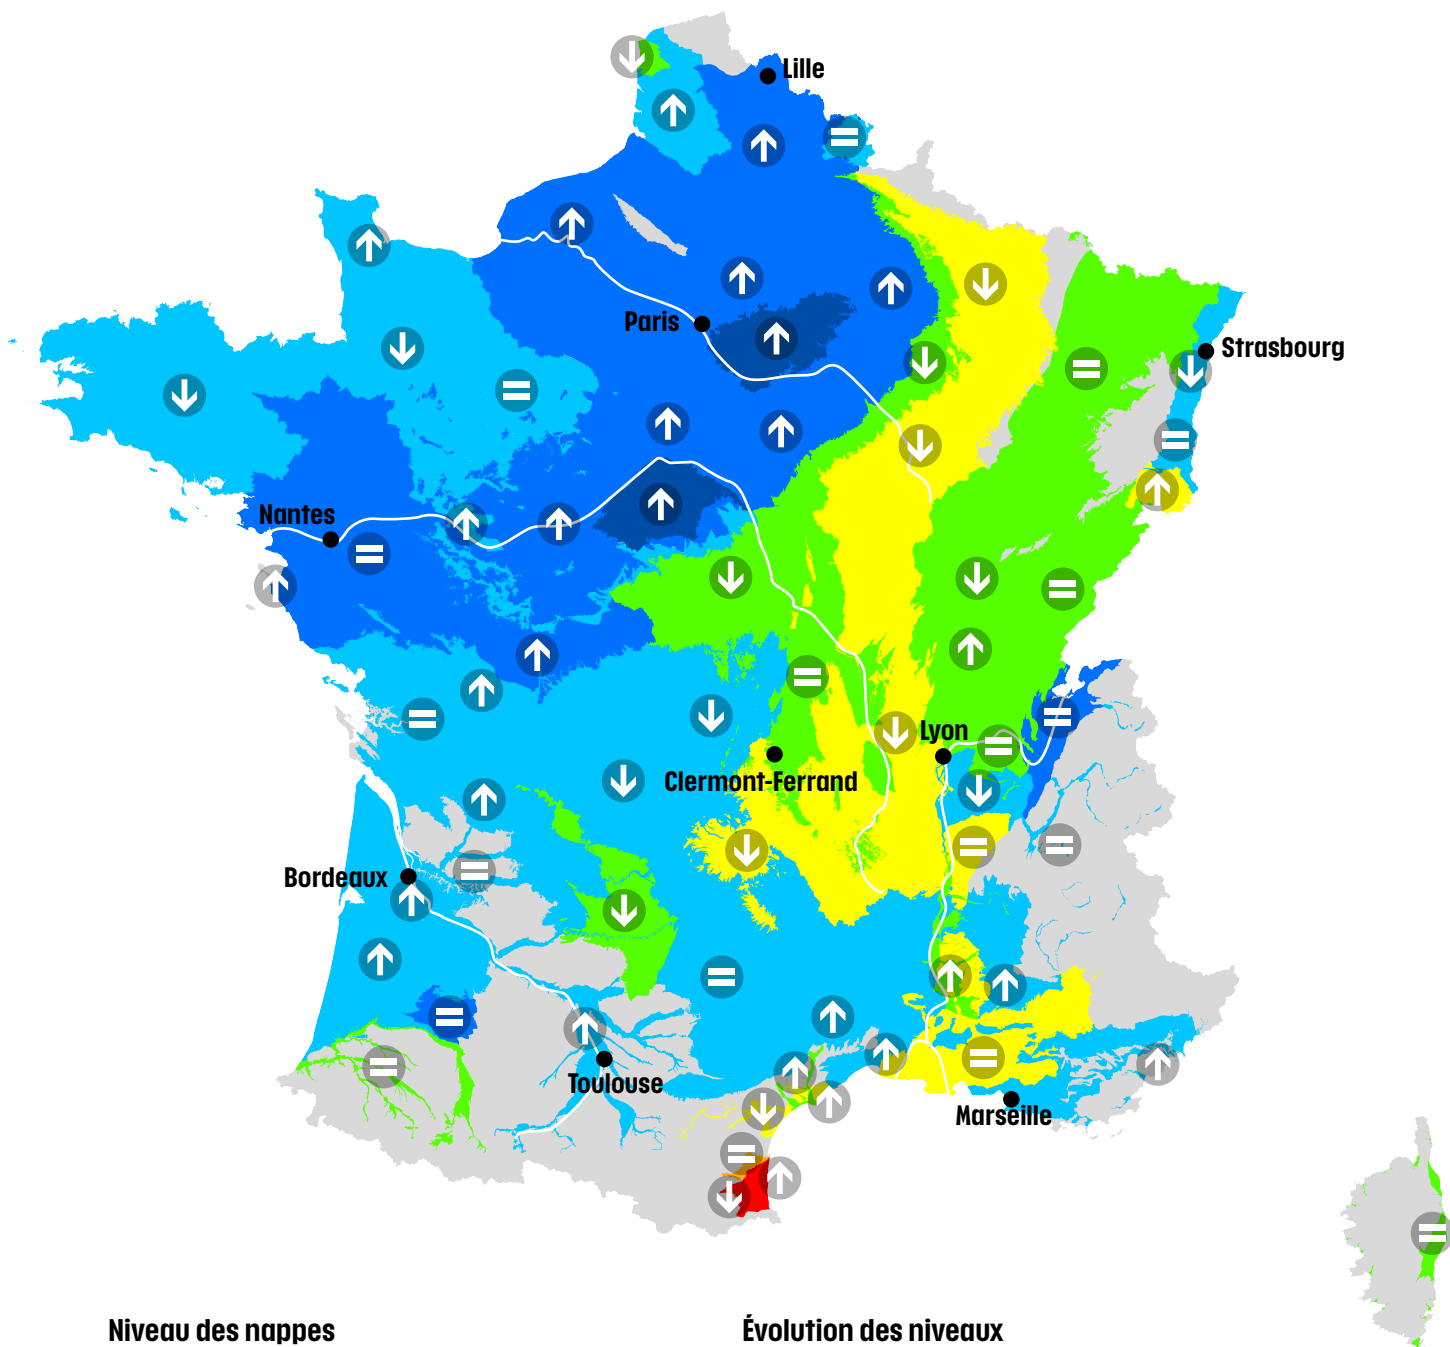 Lille
Paris
Strasbourg
Nantes
Lyon
Clermont-Ferrand
Bordeaux
Toulouse
Marseille
Niveau des nappes
Évolution des niveaux